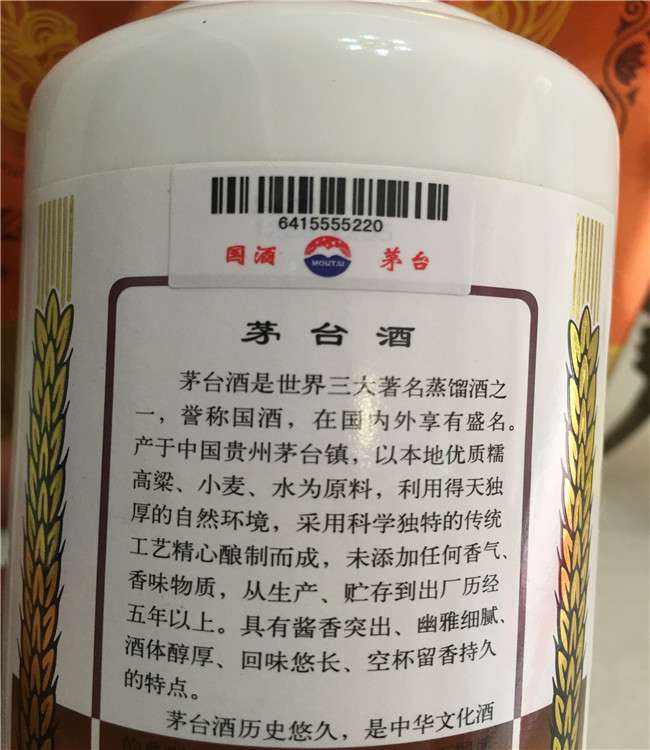 6415555220
国酒 MOUTAI 茅台
茅台酒
茅台酒是世界三大著名蒸馏酒之
一，誉称国酒，在国内外享有盛名。
产于中国贵州茅台镇，以本地优质糯
高粱、小麦、水为原料，利用得天独
厚的自然环境，采用科学独特的传统
工艺精心酿制而成，未添加任何香气、
香味物质，从生产、贮存到出厂历经
五年以上。具有酱香突出、幽雅细腻、
酒体醇厚、回味悠长、空杯留香持久
的特点。
茅台酒历史悠久，是中华文化酒